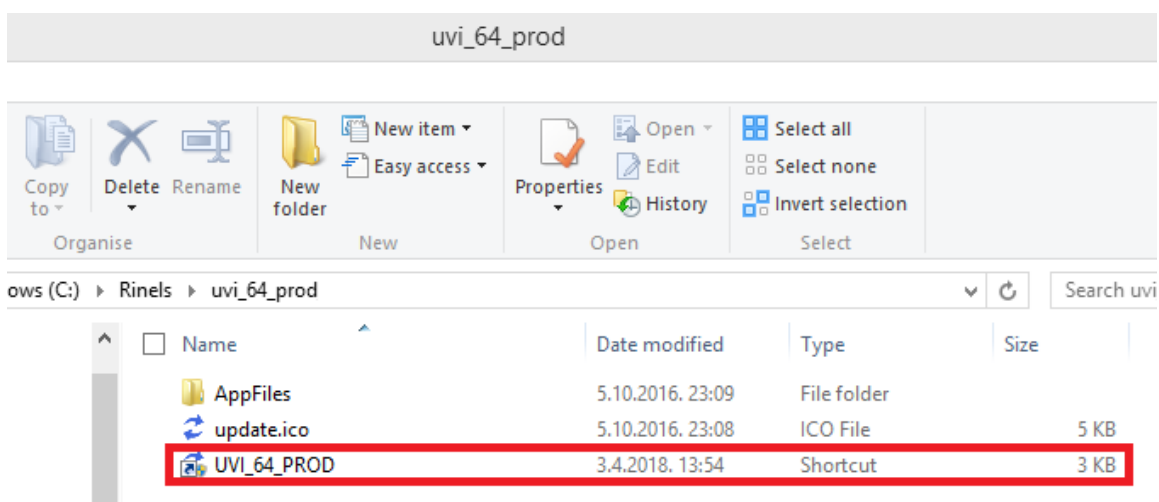 uvi_64_prod
Copy to
Delete
Rename
New folder
New item
Easy access
Properties
Open
Edit
History
Select all
Select none
Invert selection
Organise
New
Open
Select
ows (C:) Rinels uvi_64_prod
Search uvi
Name Date modified Type Size
AppFiles 5.10.2016. 23:09 File folder
update.ico 5.10.2016. 23:08 ICO File 5 KB
UVI_64_PROD 3.4.2018. 13:54 Shortcut 3 KB